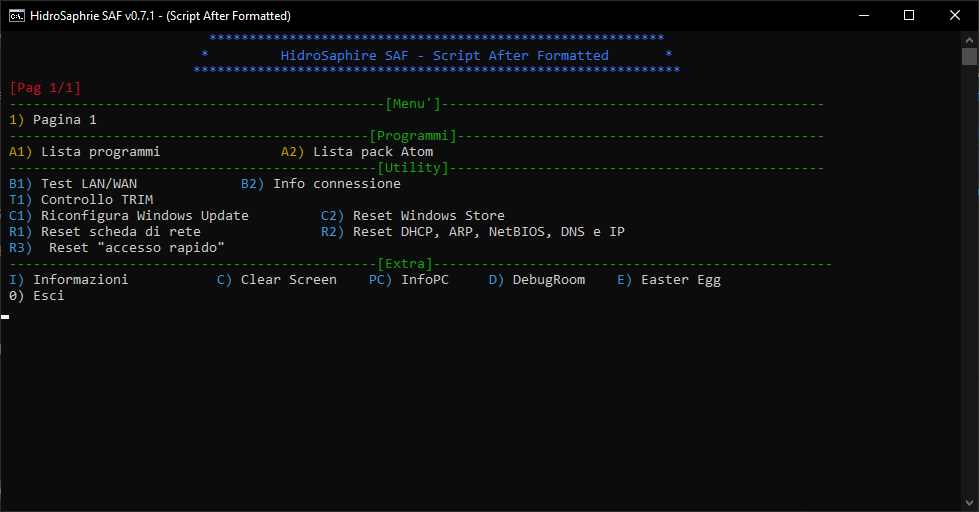 HidroSaphrie SAF v0.7.1 - (Script After Formatted)
*********************************************************
* HidroSaphire SAF - Script After Formatted *
*************************************************************
[Pag 1/1]
-----------------------------------------------[Menu']------------------------------------------------
1) Pagina 1
---------------------------------------------[Programmi]----------------------------------------------
A1) Lista programmi A2) Lista pack Atom
----------------------------------------------[Utility]-----------------------------------------------
B1) Test LAN/WAN B2) Info connessione
T1) Controllo TRIM
C1) Riconfigura Windows Update C2) Reset Windows Store
R1) Reset scheda di rete R2) Reset DHCP, ARP, NetBIOS, DNS e IP
R3) Reset "accesso rapido"
----------------------------------------------[Extra]--------------------------------------------------
I) Informazioni C) Clear Screen PC) InfoPC D) DebugRoom E) Easter Egg
0) Esci